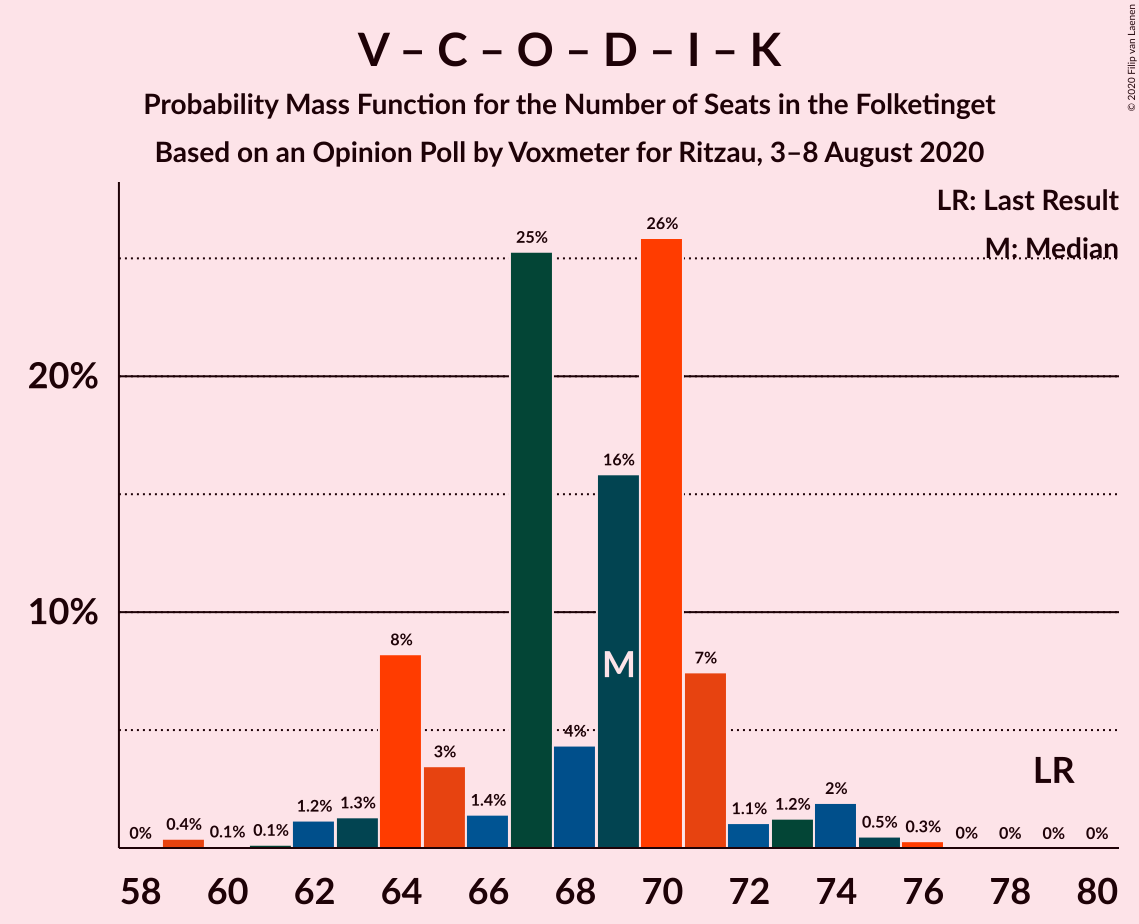 V – C – O – D – I – K
Probability Mass Function for the Number of Seats in the Folketinget
Based on an Opinion Poll by Voxmeter for Ritzau, 3–8 August 2020
© 2020 Filip van Laenen
LR: Last Result
M: Median
20%
10%
0%
0.4%
0.1%
0.1%
1.2%
1.3%
8%
3%
1.4%
25%
4%
16%
26%
7%
1.1%
1.2%
2%
0.5%
0.3%
0%
0%
0%
0%
M
LR
58 60 62 64 66 68 70 72 74 76 78 80